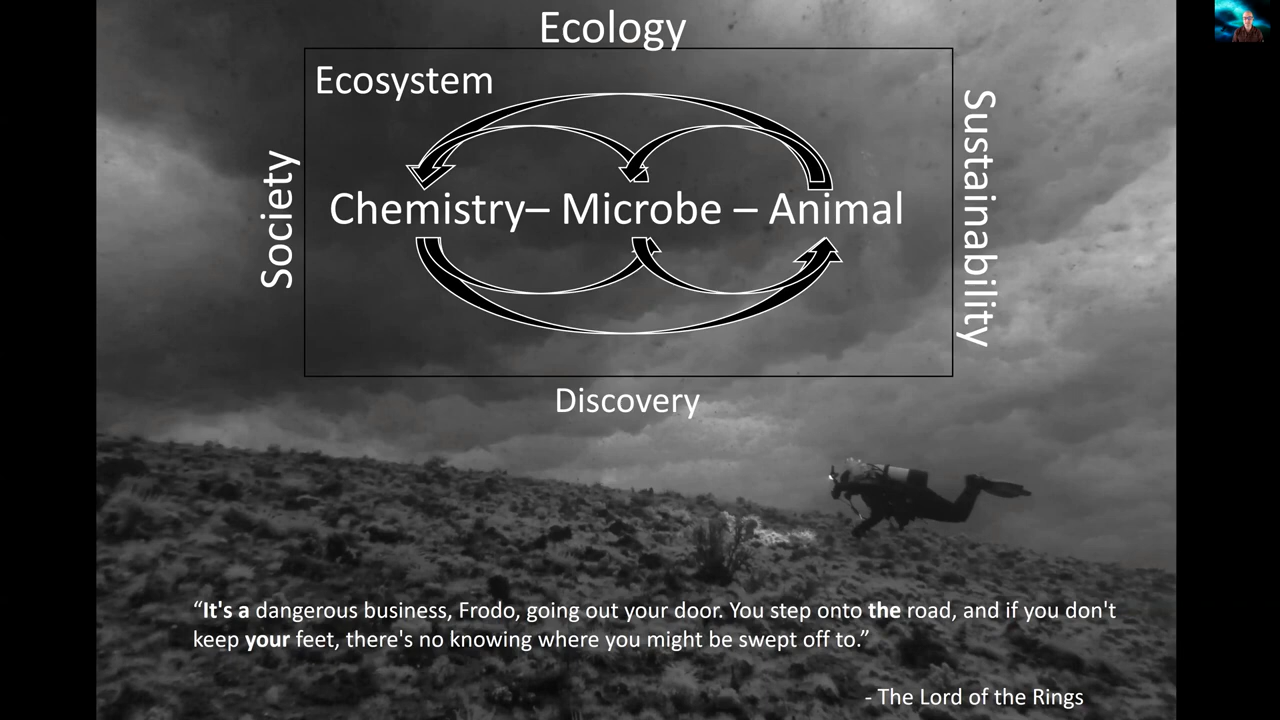 Ecology
Ecosystem
Society
Chemistry– Microbe – Animal
Sustainability
Discovery
“It's a dangerous business, Frodo, going out your door. You step onto the road, and if you don't
keep your feet, there's no knowing where you might be swept off to.”
- The Lord of the Rings